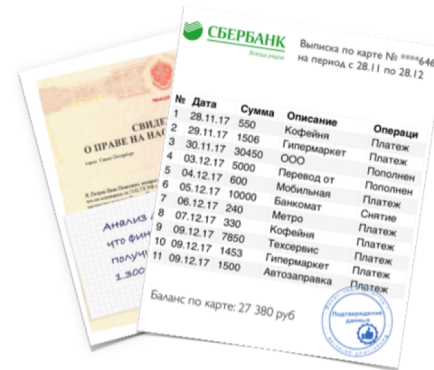 СБЕРБАНК
Всегда рядом
Выписка по карте № ****646
на период с 28.11 по 28.12
№ Дата Сумма Описание Операци
1 28.11.17 550 Кофейня Платеж
2 29.11.17 1506 Гипермаркет Платеж
3 30.11.17 30450 ООО Пополнен
4 03.12.17 5000 Перевод от Пополнен
5 04.12.17 600 Мобильная Платеж
6 05.12.17 10000 Банкомат Снятие
7 06.12.17 240 Метро Платеж
8 07.12.17 330 Кофейня Платеж
9 09.12.17 7850 Техсервис Платеж
10 09.12.17 1453 Гипермаркет Платеж
11 09.12.17 1500 Автозаправка Платеж
Баланс по карте: 27 380 руб
Подтверждение
данных
СВИДЕ
О ПРАВЕ НА НАС
Анализ
что фин
получ
1.300